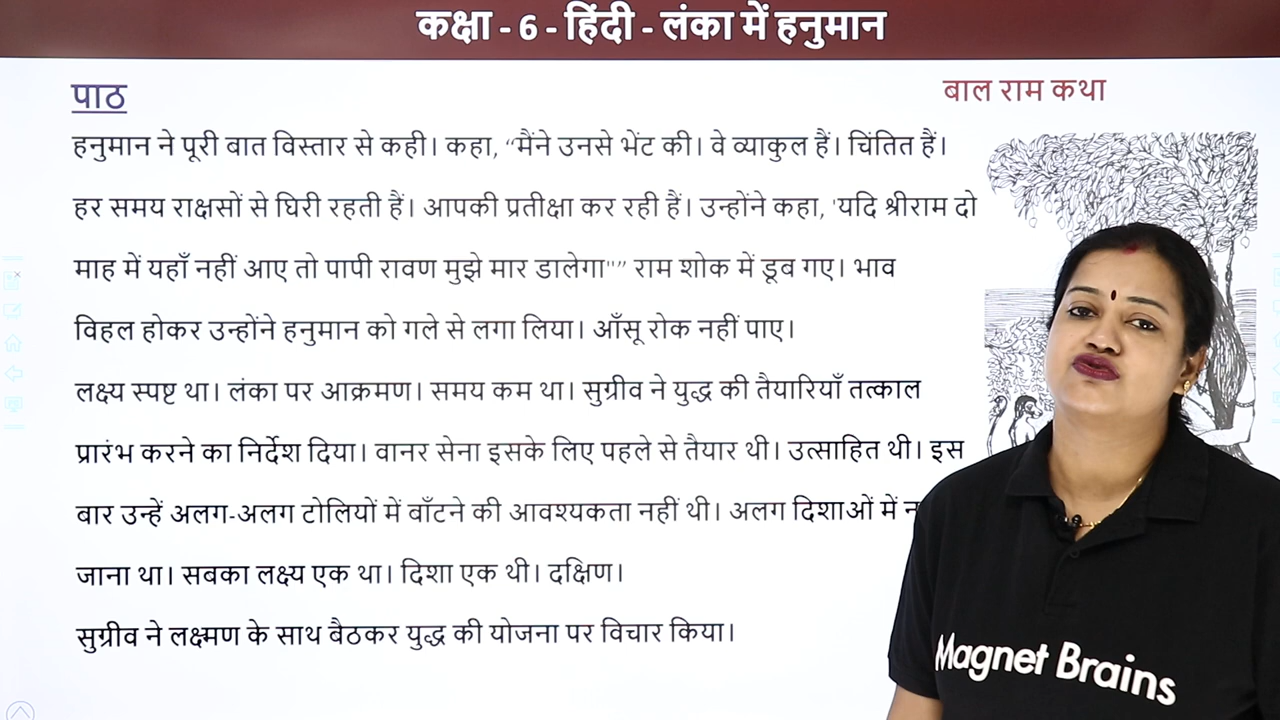 कक्षा - 6 - हिंदी - लंका में हनुमान
पाठ
बाल राम कथा
हनुमान ने पूरी बात विस्तार से कही। कहा, “मैंने उनसे भेंट की। वे व्याकुल हैं। चिंतित हैं।
हर समय राक्षसों से घिरी रहती हैं। आपकी प्रतीक्षा कर रही हैं। उन्होंने कहा, 'यदि श्रीराम दो
माह में यहाँ नहीं आए तो पापी रावण मुझे मार डालेगा'"” राम शोक में डूब गए। भाव
विहल होकर उन्होंने हनुमान को गले से लगा लिया। आँसू रोक नहीं पाए।
लक्ष्य स्पष्ट था। लंका पर आक्रमण। समय कम था। सुग्रीव ने युद्ध की तैयारियाँ तत्काल
प्रारंभ करने का निर्देश दिया। वानर सेना इसके लिए पहले से तैयार थी। उत्साहित थी। इस
बार उन्हें अलग-अलग टोलियों में बाँटने की आवश्यकता नहीं थी। अलग दिशाओं में न
जाना था। सबका लक्ष्य एक था। दिशा एक थी। दक्षिण।
सुग्रीव ने लक्ष्मण के साथ बैठकर युद्ध की योजना पर विचार किया।
Magnet Brains